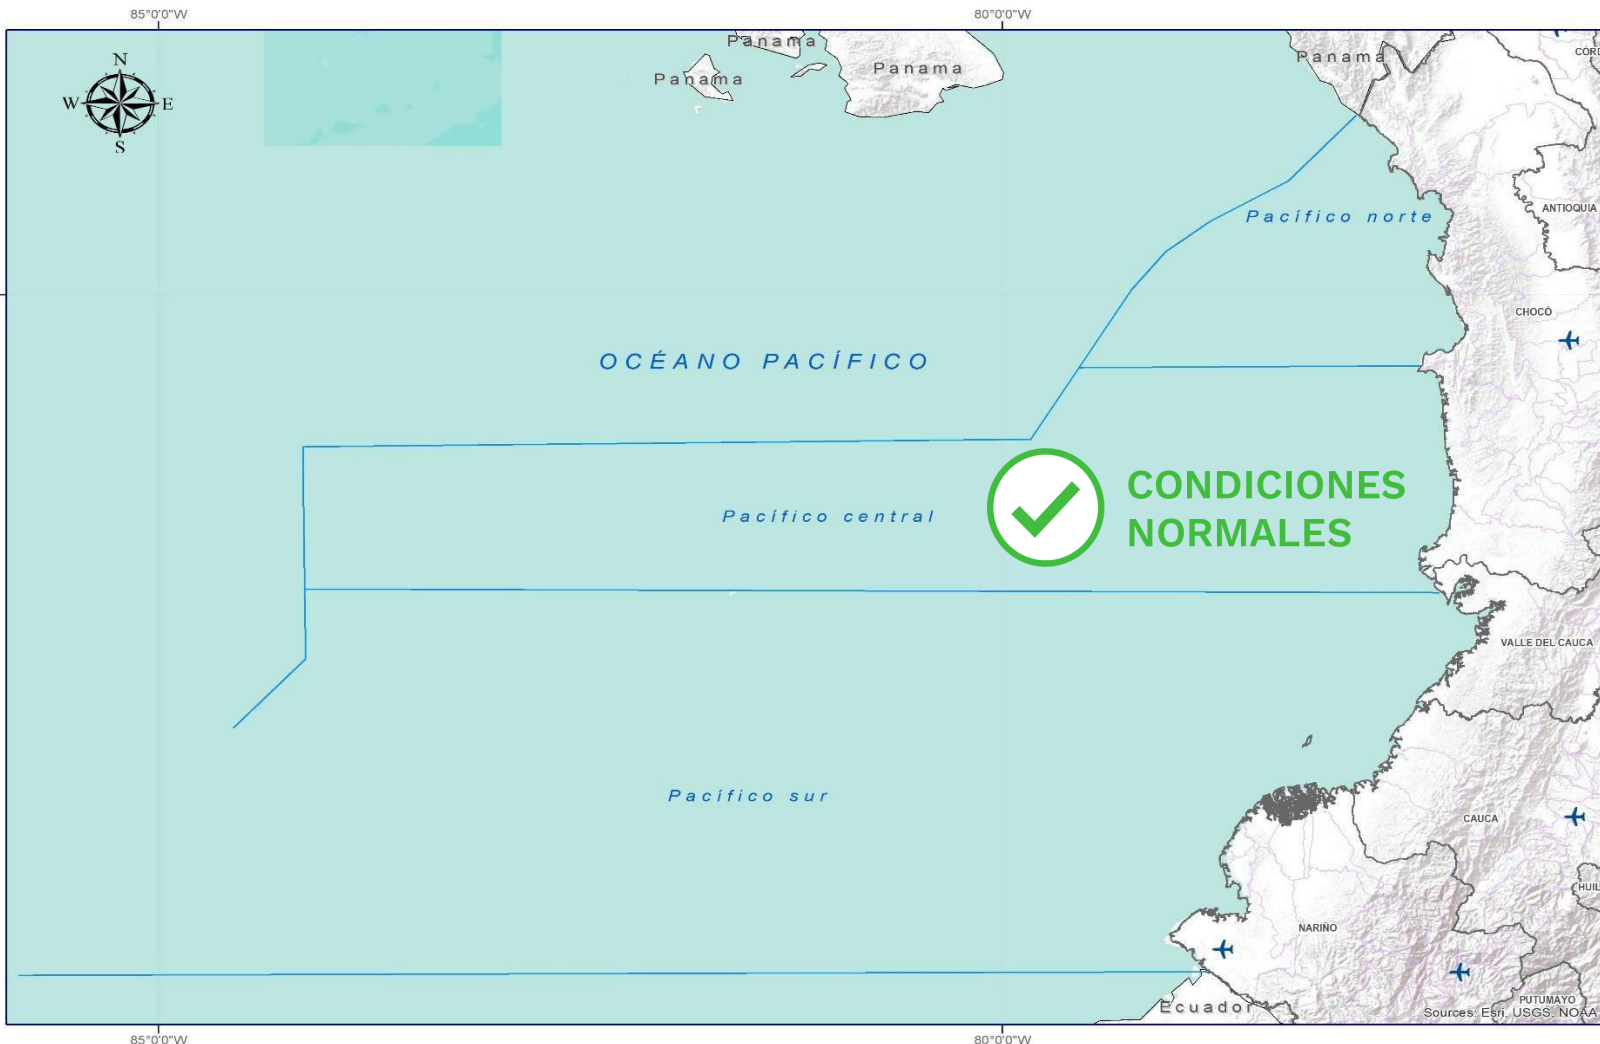 85°0'0"W
80°0'0"W
N
W
E
S
Panama
Panama
Panama
Panama
CORD
Pacífico norte
ANTIOQUIA
CHOCÓ
OCÉANO PACÍFICO
CONDICIONES
NORMALES
Pacífico central
VALLE DEL CAUCA
Pacífico sur
CAUCA
HUIL
NARIÑO
PUTUMAYO
Ecuador
Sources: Esri, USGS, NOAA
85°0'0"W
80°0'0"W